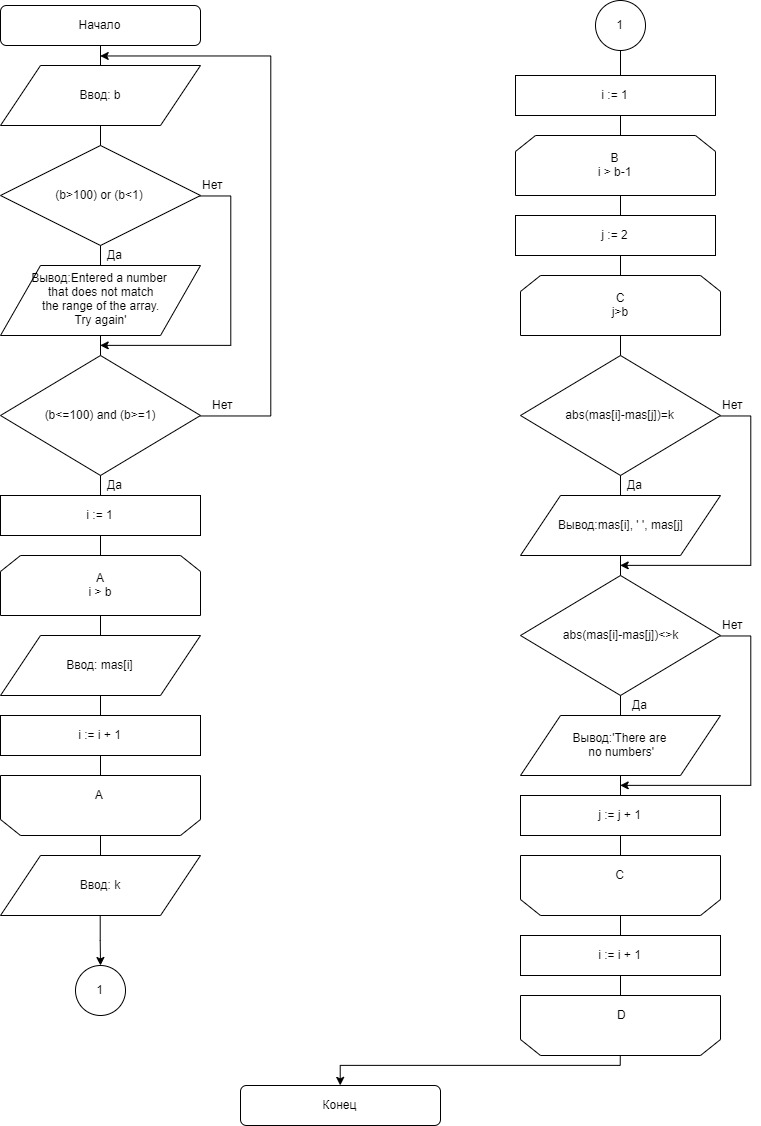 Начало
Ввод: b
(b>100) or (b<1)
Нет
Да
Вывод:Entered a number
that does not match
the range of the array.
Try again'
(b<=100) and (b>=1)
Нет
Да
i := 1
A
i > b
Ввод: mas[i]
i := i + 1
A
Ввод: k
1
1
i := 1
B
i > b-1
j := 2
C
j>b
abs(mas[i]-mas[j])=k
Нет
Да
Вывод:mas[i], ' ', mas[j]
abs(mas[i]-mas[j])<>k
Нет
Да
Вывод:'There are
no numbers'
j := j + 1
C
i := i + 1
D
Конец